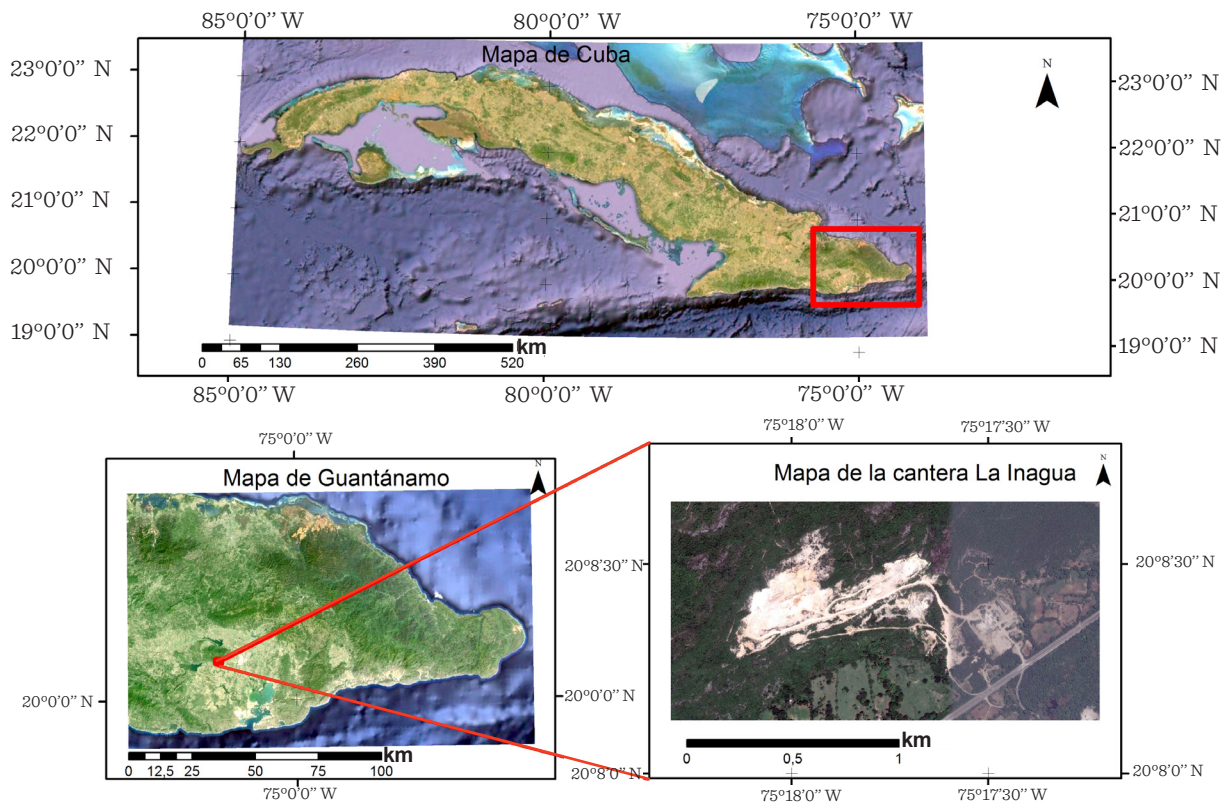 85º0'0'' W 80º0'0'' W 75º0'0'' W
Mapa de Cuba
N
23º0'0'' N 23º0'0'' N
22º0'0'' N 22º0'0'' N
21º0'0'' N 21º0'0'' N
20º0'0'' N 20º0'0'' N
19º0'0'' N 19º0'0'' N
km
0 65 130 260 390 520
85º0'0'' W 80º0'0'' W 75º0'0'' W
75º0'0'' W
Mapa de Guantánamo
N
20º0'0'' N 20º0'0'' N
km
0 12,5 25 50 75 100
75º0'0'' W
75º18'0'' W 75º17'30'' W
Mapa de la cantera La Inagua
N
20º8'30'' N 20º8'30'' N
km
0 0,5 1
20º8'0'' N 20º8'0'' N
75º18'0'' W 75º17'30'' W